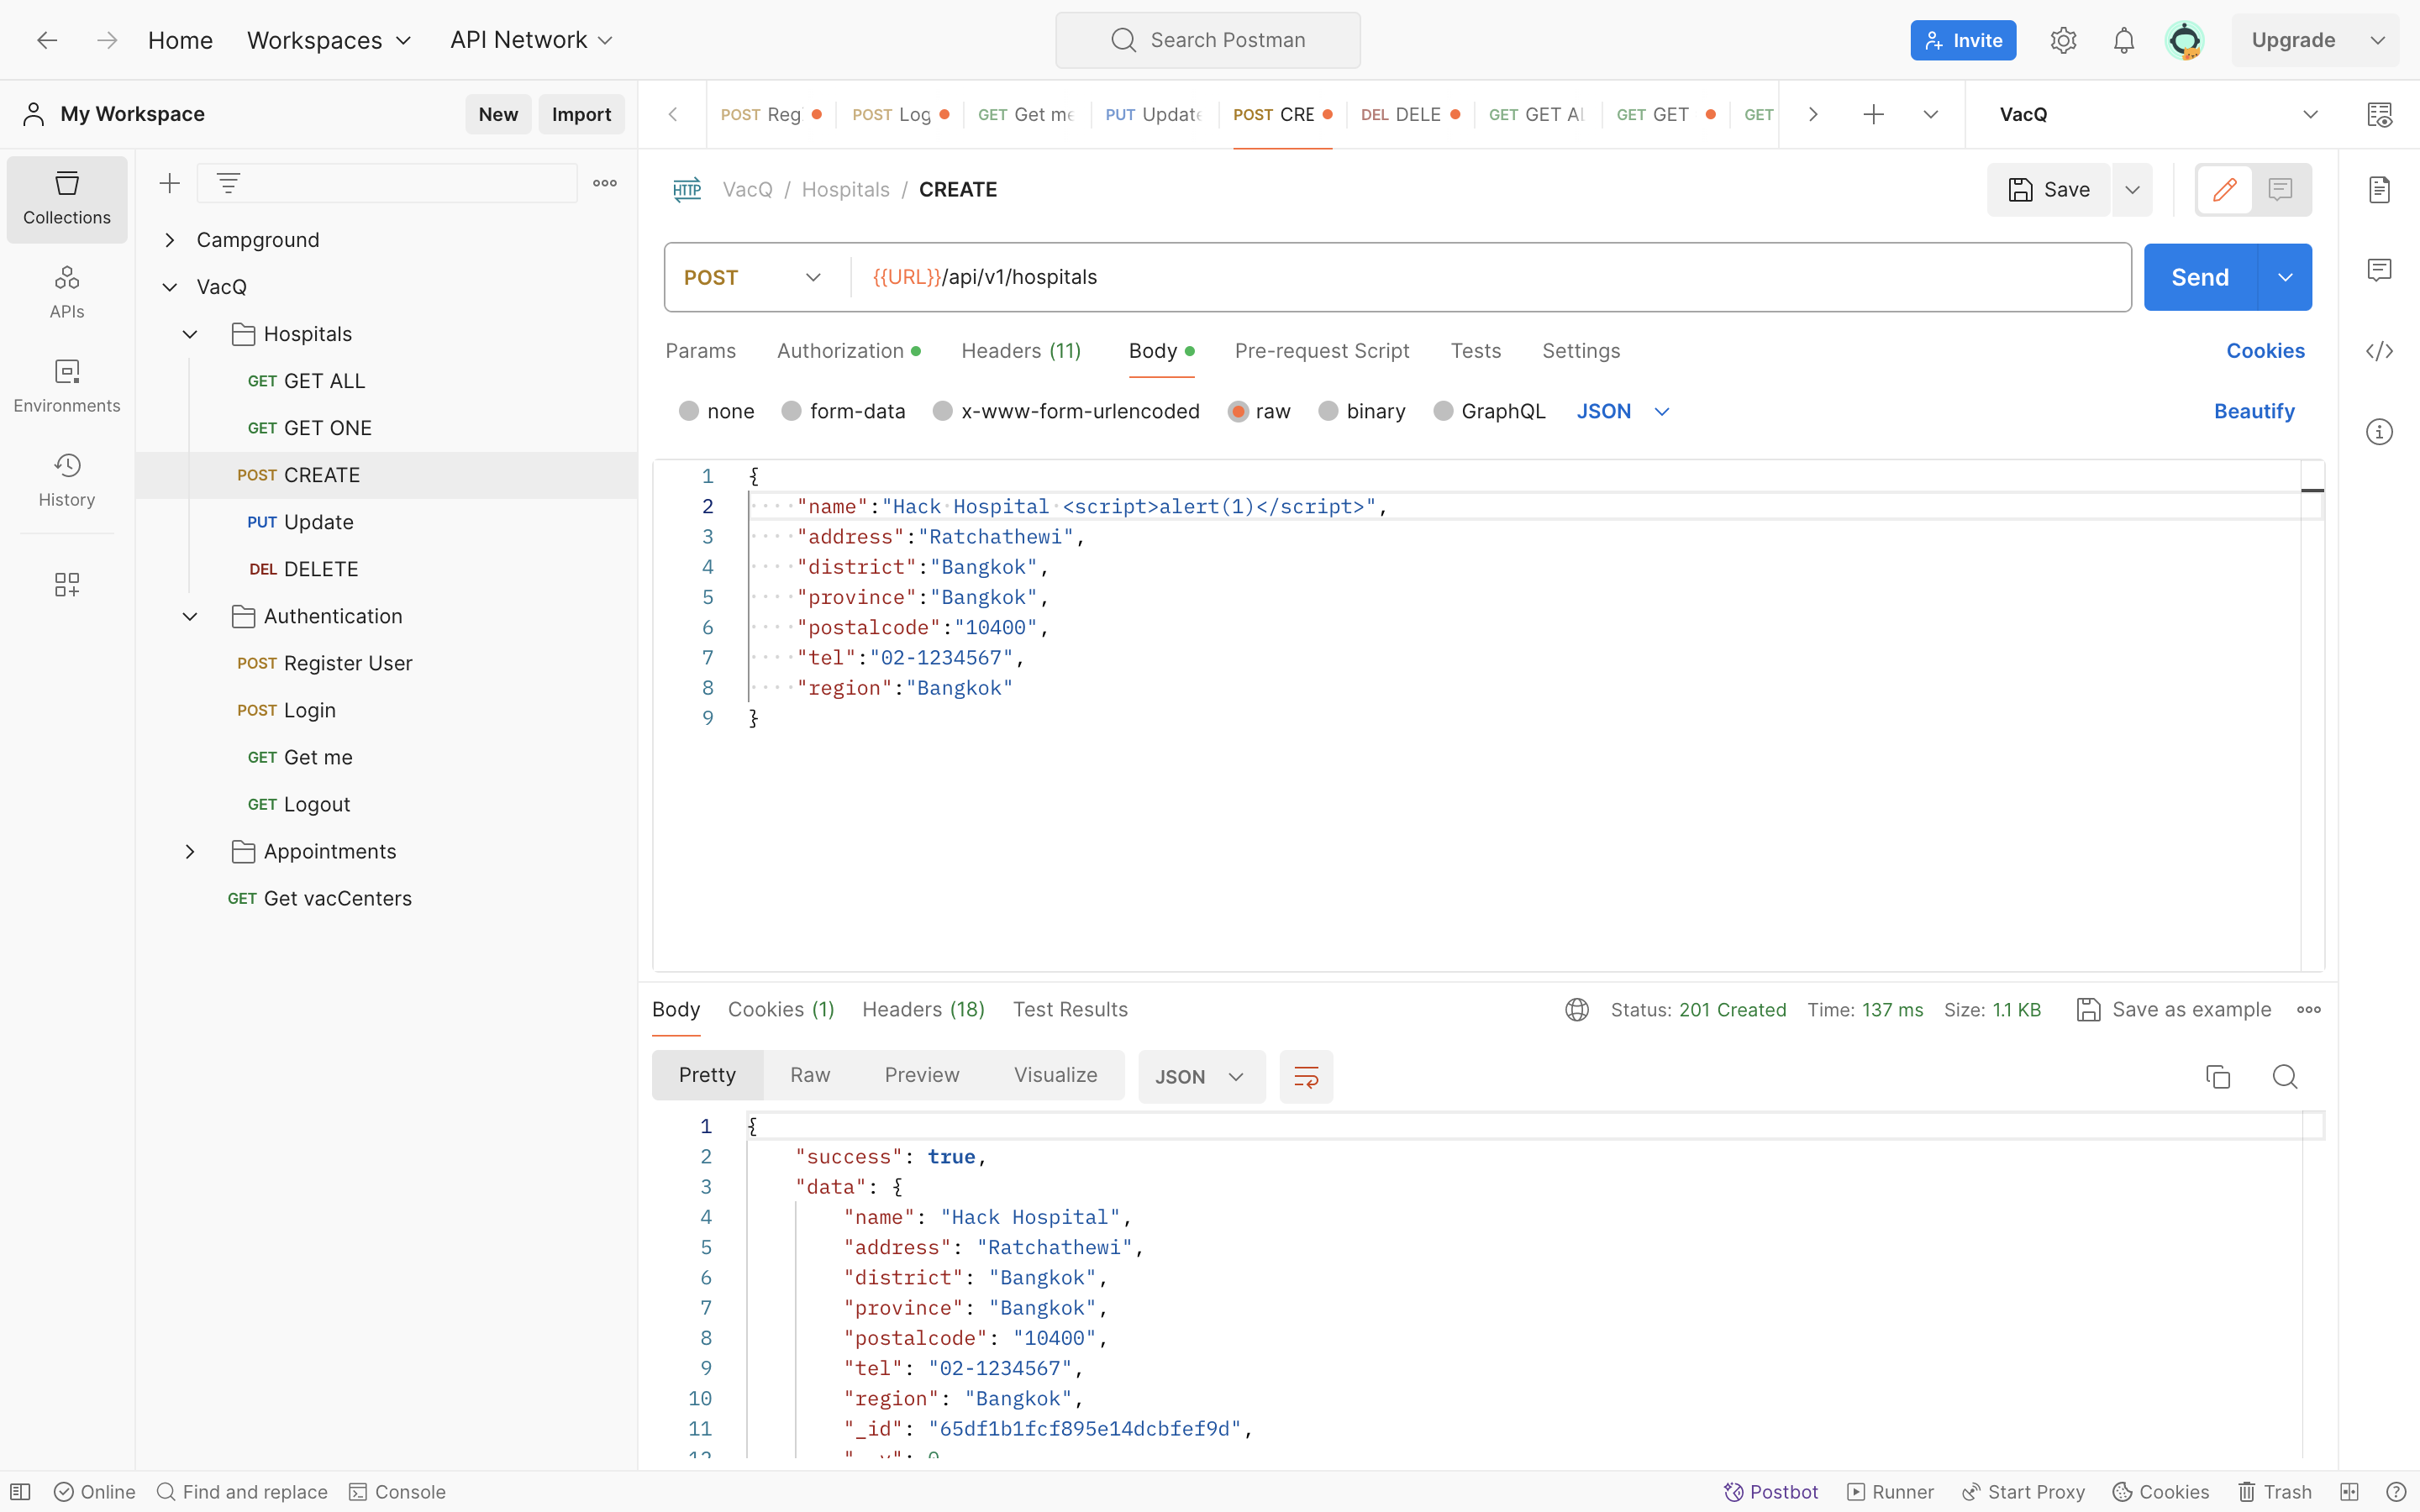 Home Workspaces API Network Search Postman Invite Upgrade
My Workspace New Import
POST Reg POST Log GET Get me PUT Update POST CRE DEL DELE GET GET AL GET GET GET VacQ
Collections
APIs
Environments
History
Campground
VacQ
Hospitals
GET GET ALL
GET GET ONE
POST CREATE
PUT Update
DEL DELETE
Authentication
POST Register User
POST Login
GET Get me
GET Logout
Appointments
GET Get vacCenters
HTTP VacQ / Hospitals / CREATE Save
POST {{URL}}/api/v1/hospitals Send
Params Authorization Headers (11) Body Pre-request Script Tests Settings Cookies
none form-data x-www-form-urlencoded raw binary GraphQL JSON Beautify
1 {
2 "name":"Hack Hospital <script>alert(1)</script>",
3 "address":"Ratchathewi",
4 "district":"Bangkok",
5 "province":"Bangkok",
6 "postalcode":"10400",
7 "tel":"02-1234567",
8 "region":"Bangkok"
9 }
Body Cookies (1) Headers (18) Test Results Status: 201 Created Time: 137 ms Size: 1.1 KB Save as example
Pretty Raw Preview Visualize JSON
1 {
2 "success": true,
3 "data": {
4 "name": "Hack Hospital",
5 "address": "Ratchathewi",
6 "district": "Bangkok",
7 "province": "Bangkok",
8 "postalcode": "10400",
9 "tel": "02-1234567",
10 "region": "Bangkok",
11 "_id": "65df1b1fcf895e14dcbfef9d",
Online Find and replace Console Postbot Runner Start Proxy Cookies Trash